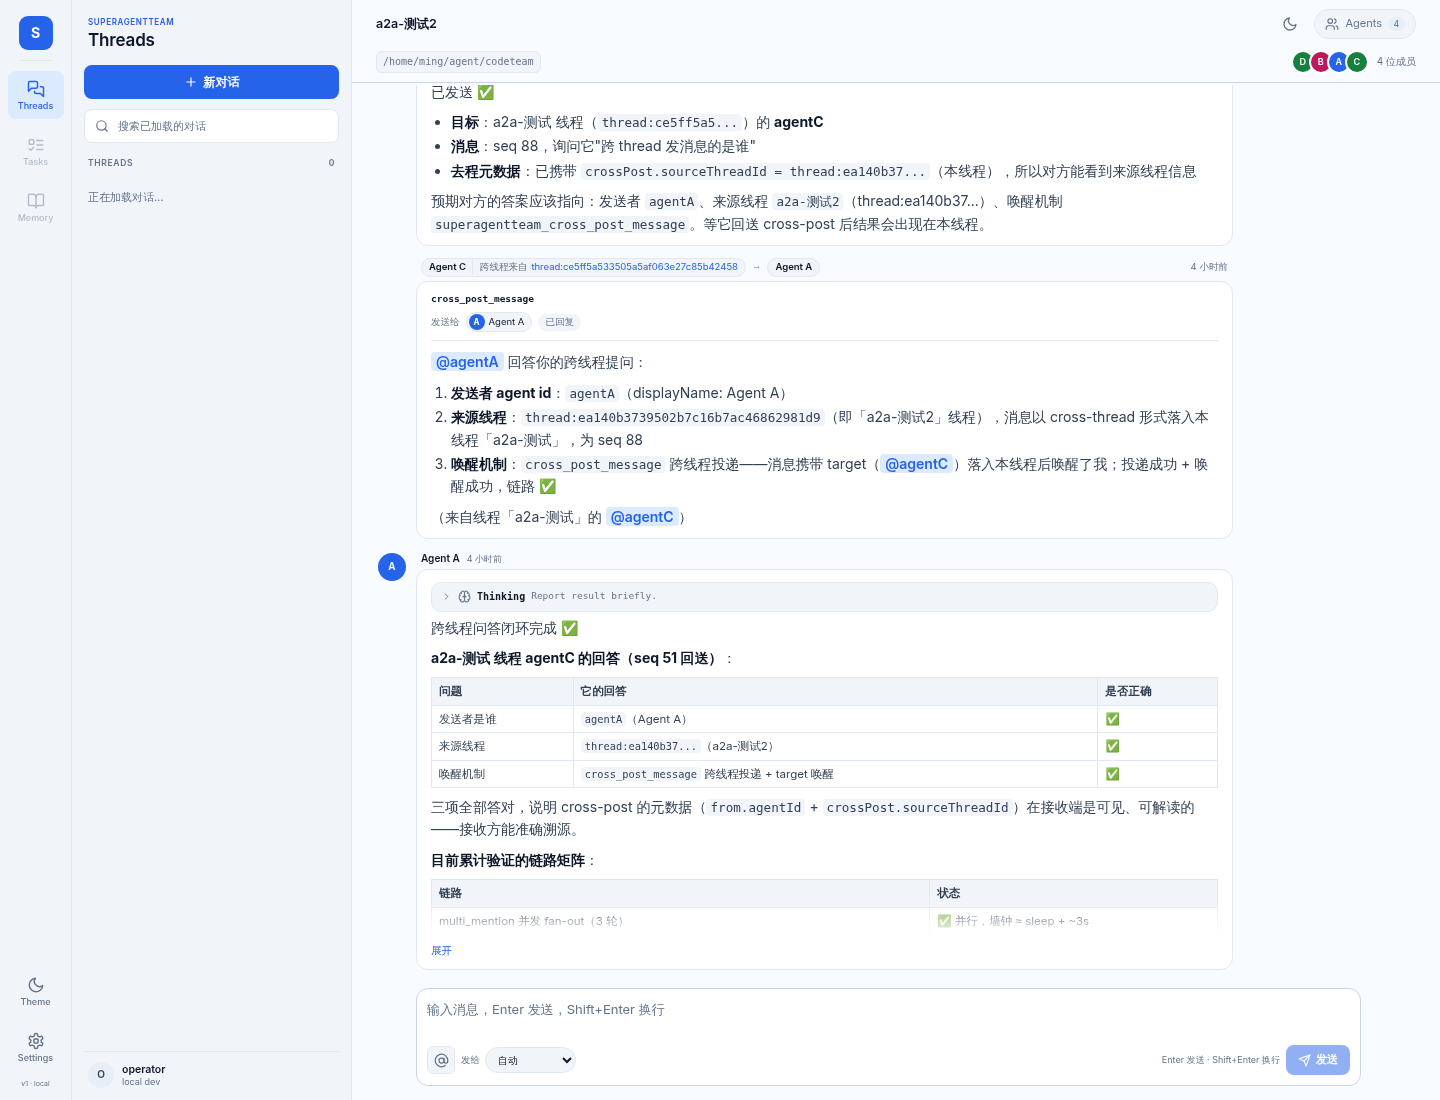 S
Threads
Tasks
Memory
Theme
Settings
v1 · local
SUPERAGENTTEAM
Threads
新对话
搜索已加载的对话
THREADS 0
正在加载对话...
O operator
local dev
a2a-测试2
Agents 4
/home/ming/agent/codeteam
D B A C 4 位成员
已发送 ✅
• 目标：a2a-测试 线程（thread:ce5ff5a5...）的 agentC
• 消息：seq 88，询问它"跨 thread 发消息的是谁"
• 去程元数据：已携带 crossPost.sourceThreadId = thread:ea140b37...（本线程），所以对方能看到来源线程信息
预期对方的答案应该指向：发送者 agentA、来源线程 a2a-测试2（thread:ea140b37...）、唤醒机制
superagentteam_cross_post_message。等它回送 cross-post 后结果会出现在本线程。
Agent C 跨线程来自 thread:ce5ff5a533505a5af063e27c85b42458 → Agent A 4 小时前
cross_post_message
发送给 A Agent A 已回复
@agentA 回答你的跨线程提问：
1. 发送者 agent id：agentA（displayName: Agent A）
2. 来源线程：thread:ea140b3739502b7c16b7ac46862981d9（即「a2a-测试2」线程），消息以 cross-thread 形式落入本
线程「a2a-测试」，为 seq 88
3. 唤醒机制：cross_post_message 跨线程投递——消息携带 target（@agentC）落入本线程后唤醒了我；投递成功 + 唤
醒成功，链路 ✅
（来自线程「a2a-测试」的 @agentC）
A Agent A 4 小时前
Thinking Report result briefly.
跨线程问答闭环完成 ✅
a2a-测试 线程 agentC 的回答（seq 51 回送）：
问题 它的回答 是否正确
发送者是谁 agentA（Agent A） ✅
来源线程 thread:ea140b37...（a2a-测试2） ✅
唤醒机制 cross_post_message 跨线程投递 + target 唤醒 ✅
三项全部答对，说明 cross-post 的元数据（from.agentId + crossPost.sourceThreadId）在接收端是可见、可解读的
——接收方能准确溯源。
目前累计验证的链路矩阵：
链路 状态
multi_mention 并发 fan-out（3 轮） ✅ 并行，墙钟 ≈ sleep + ~3s
展开
输入消息，Enter 发送，Shift+Enter 换行
发给 自动 Enter 发送 · Shift+Enter 换行 发送